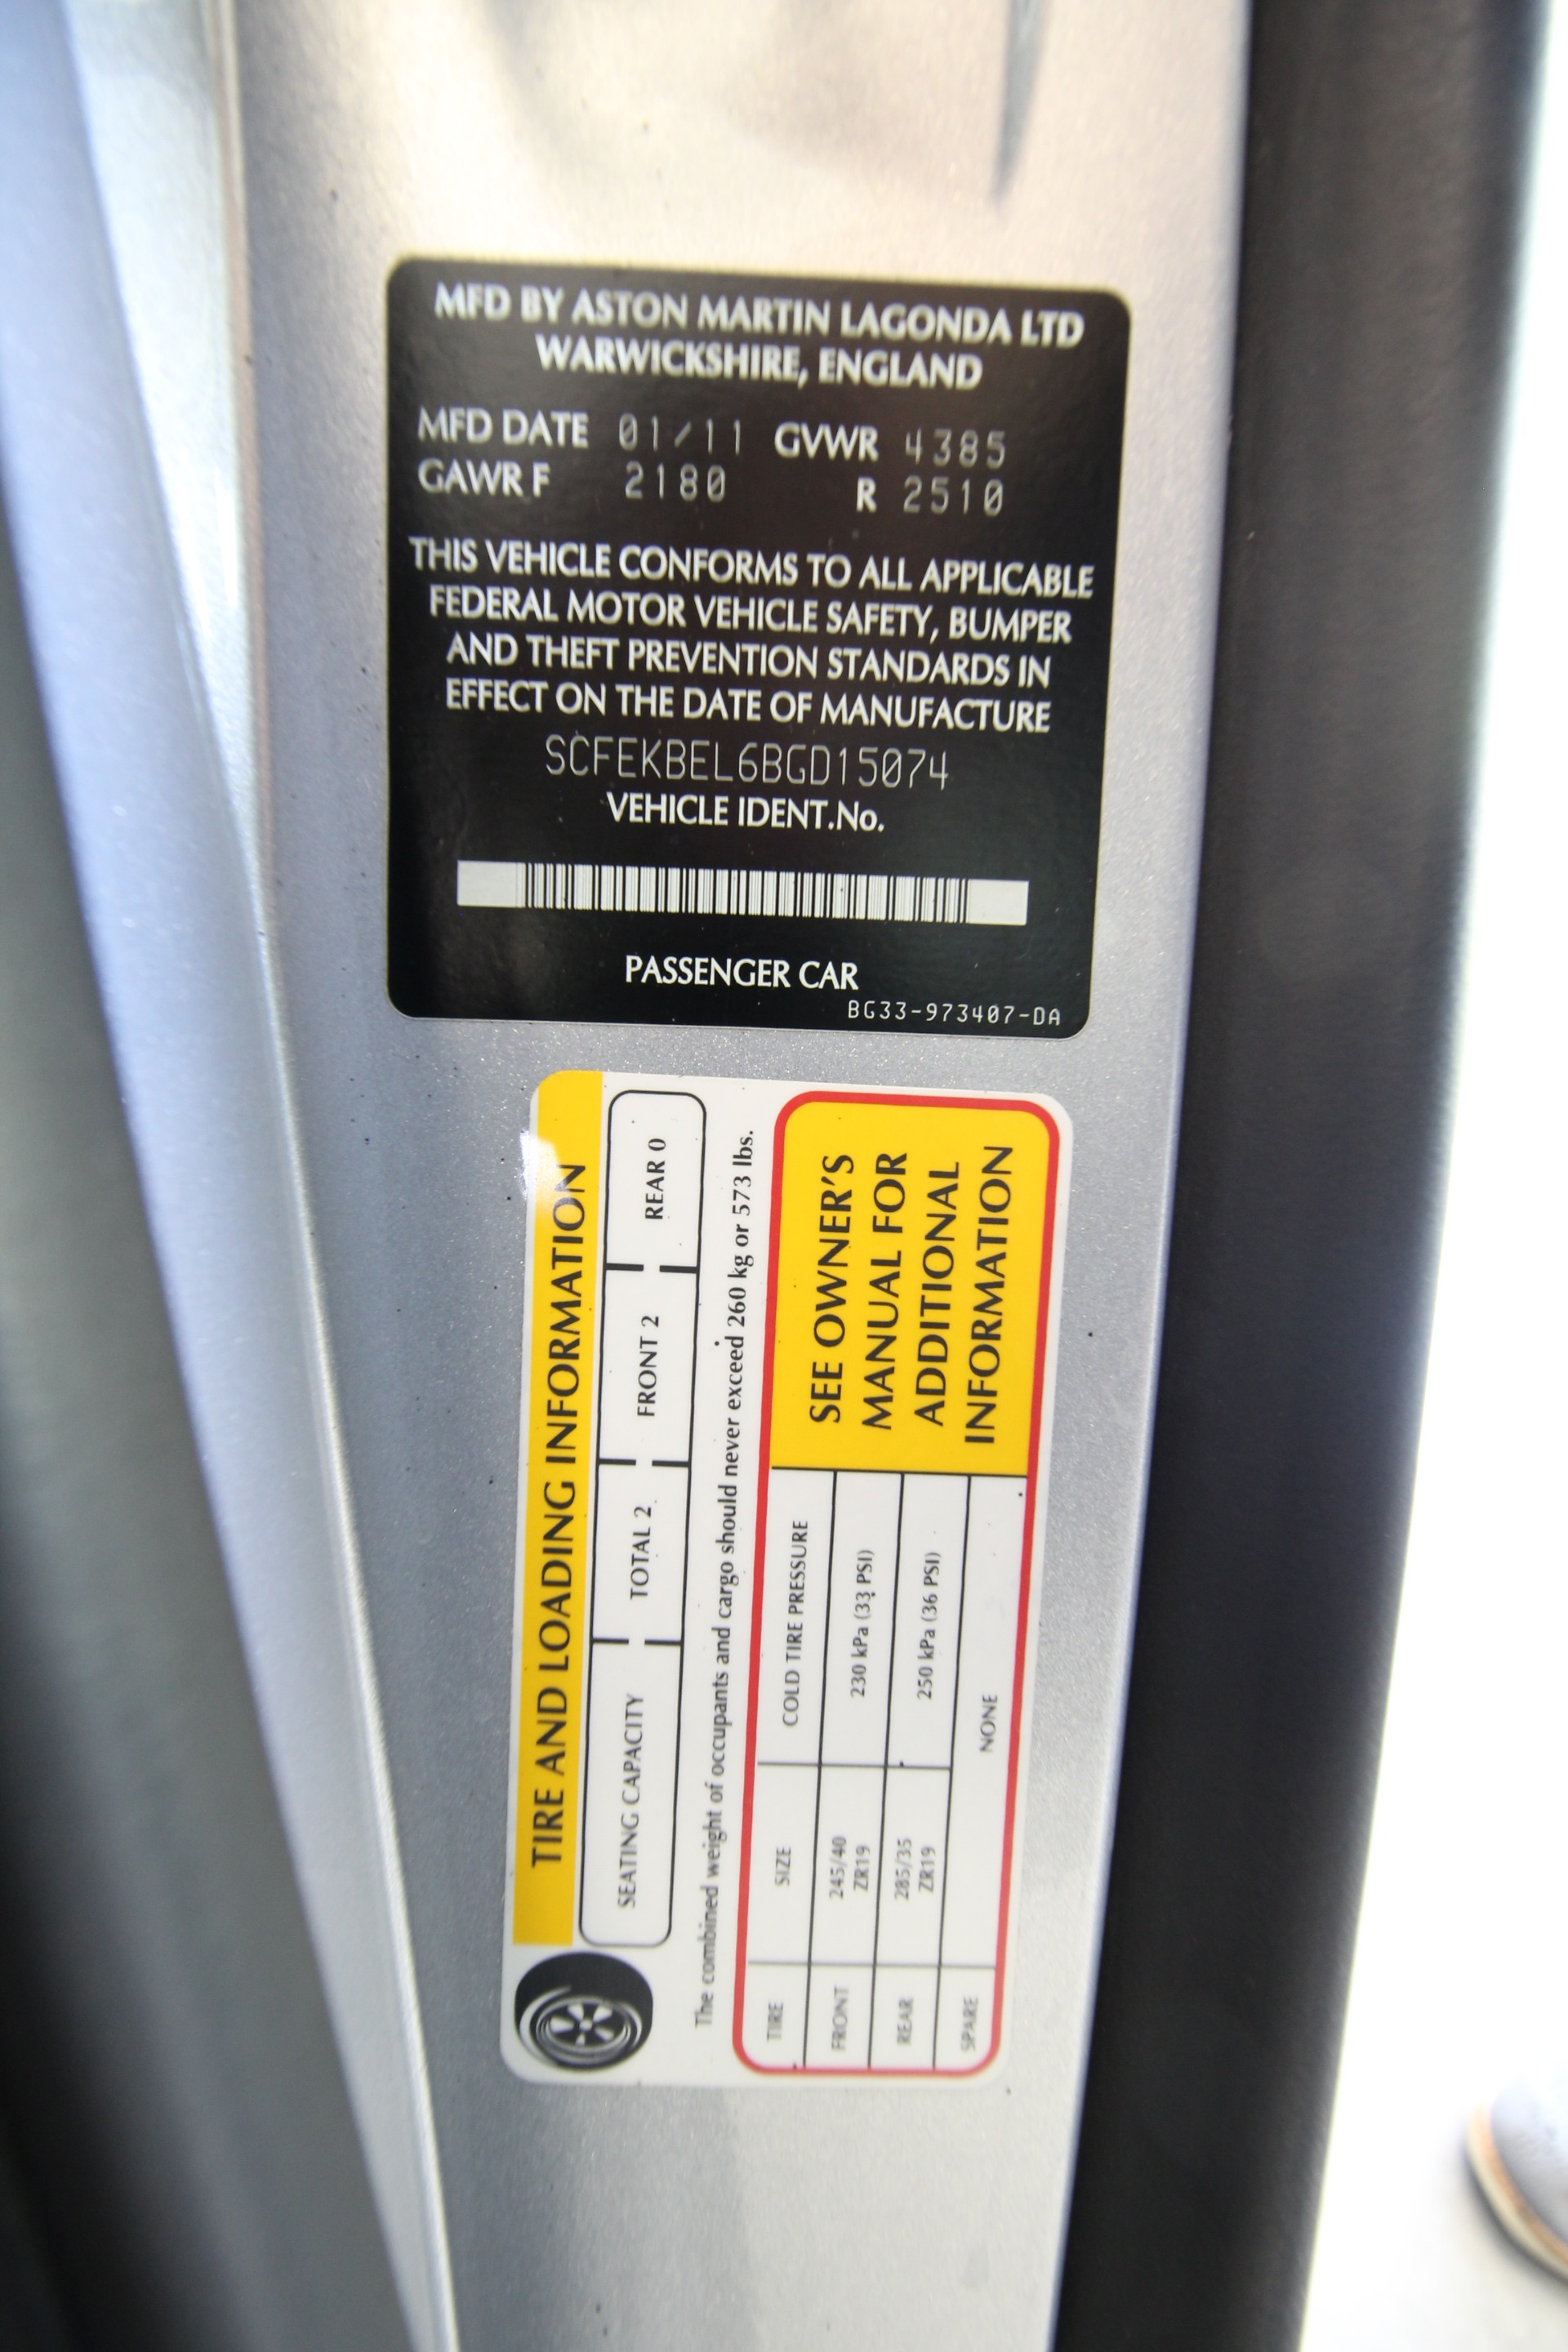 MFD BY ASTON MARTIN LAGONDA LTD
WARWICKSHIRE, ENGLAND
MFD DATE 01/11 GVWR 4385
GAWR F 2180 R 2510
THIS VEHICLE CONFORMS TO ALL APPLICABLE
FEDERAL MOTOR VEHICLE SAFETY, BUMPER
AND THEFT PREVENTION STANDARDS IN
EFFECT ON THE DATE OF MANUFACTURE
SCFEKBEL6BGD15074
VEHICLE IDENT.No.
PASSENGER CAR
BG33-973407-DA
TIRE AND LOADING INFORMATION
SEATING CAPACITY TOTAL 2 FRONT 2 REAR 0
The combined weight of occupants and cargo should never exceed 260 kg or 573 lbs.
TIRE SIZE COLD TIRE PRESSURE
FRONT 245/40 ZR19 230 kPa (33 PSI)
REAR 285/35 ZR19 250 kPa (36 PSI)
SPARE NONE
SEE OWNER'S
MANUAL FOR
ADDITIONAL
INFORMATION